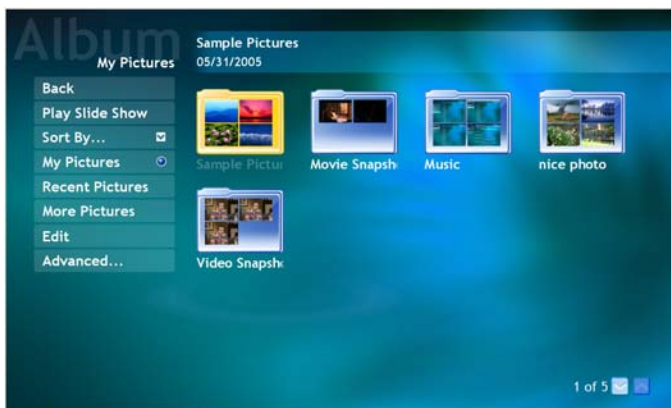 Album
My Pictures
Sample Pictures
05/31/2005
Back
Play Slide Show
Sort By...
My Pictures
Recent Pictures
More Pictures
Edit
Advanced...
Sample Pictu
Movie Snapsh
Music
nice photo
Video Snapsh
1 of 5